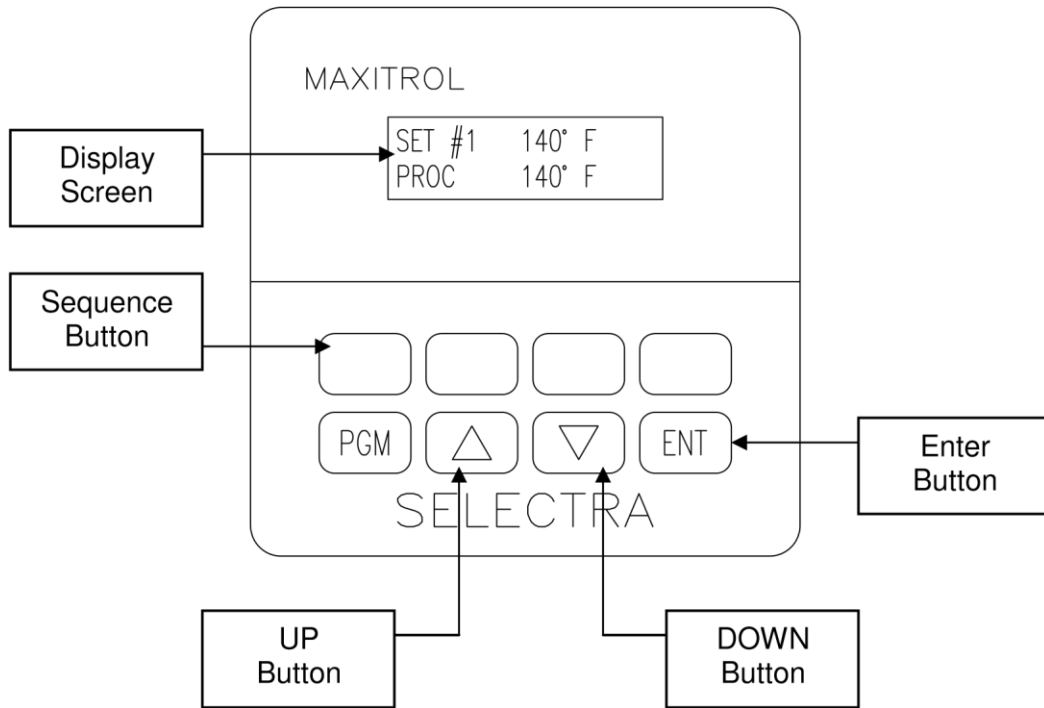 MAXITROL
SET #1 140° F
PROC 140° F
Display
Screen
Sequence
Button
PGM △ ▽ ENT
Enter
Button
SELECTRA
UP
Button
DOWN
Button